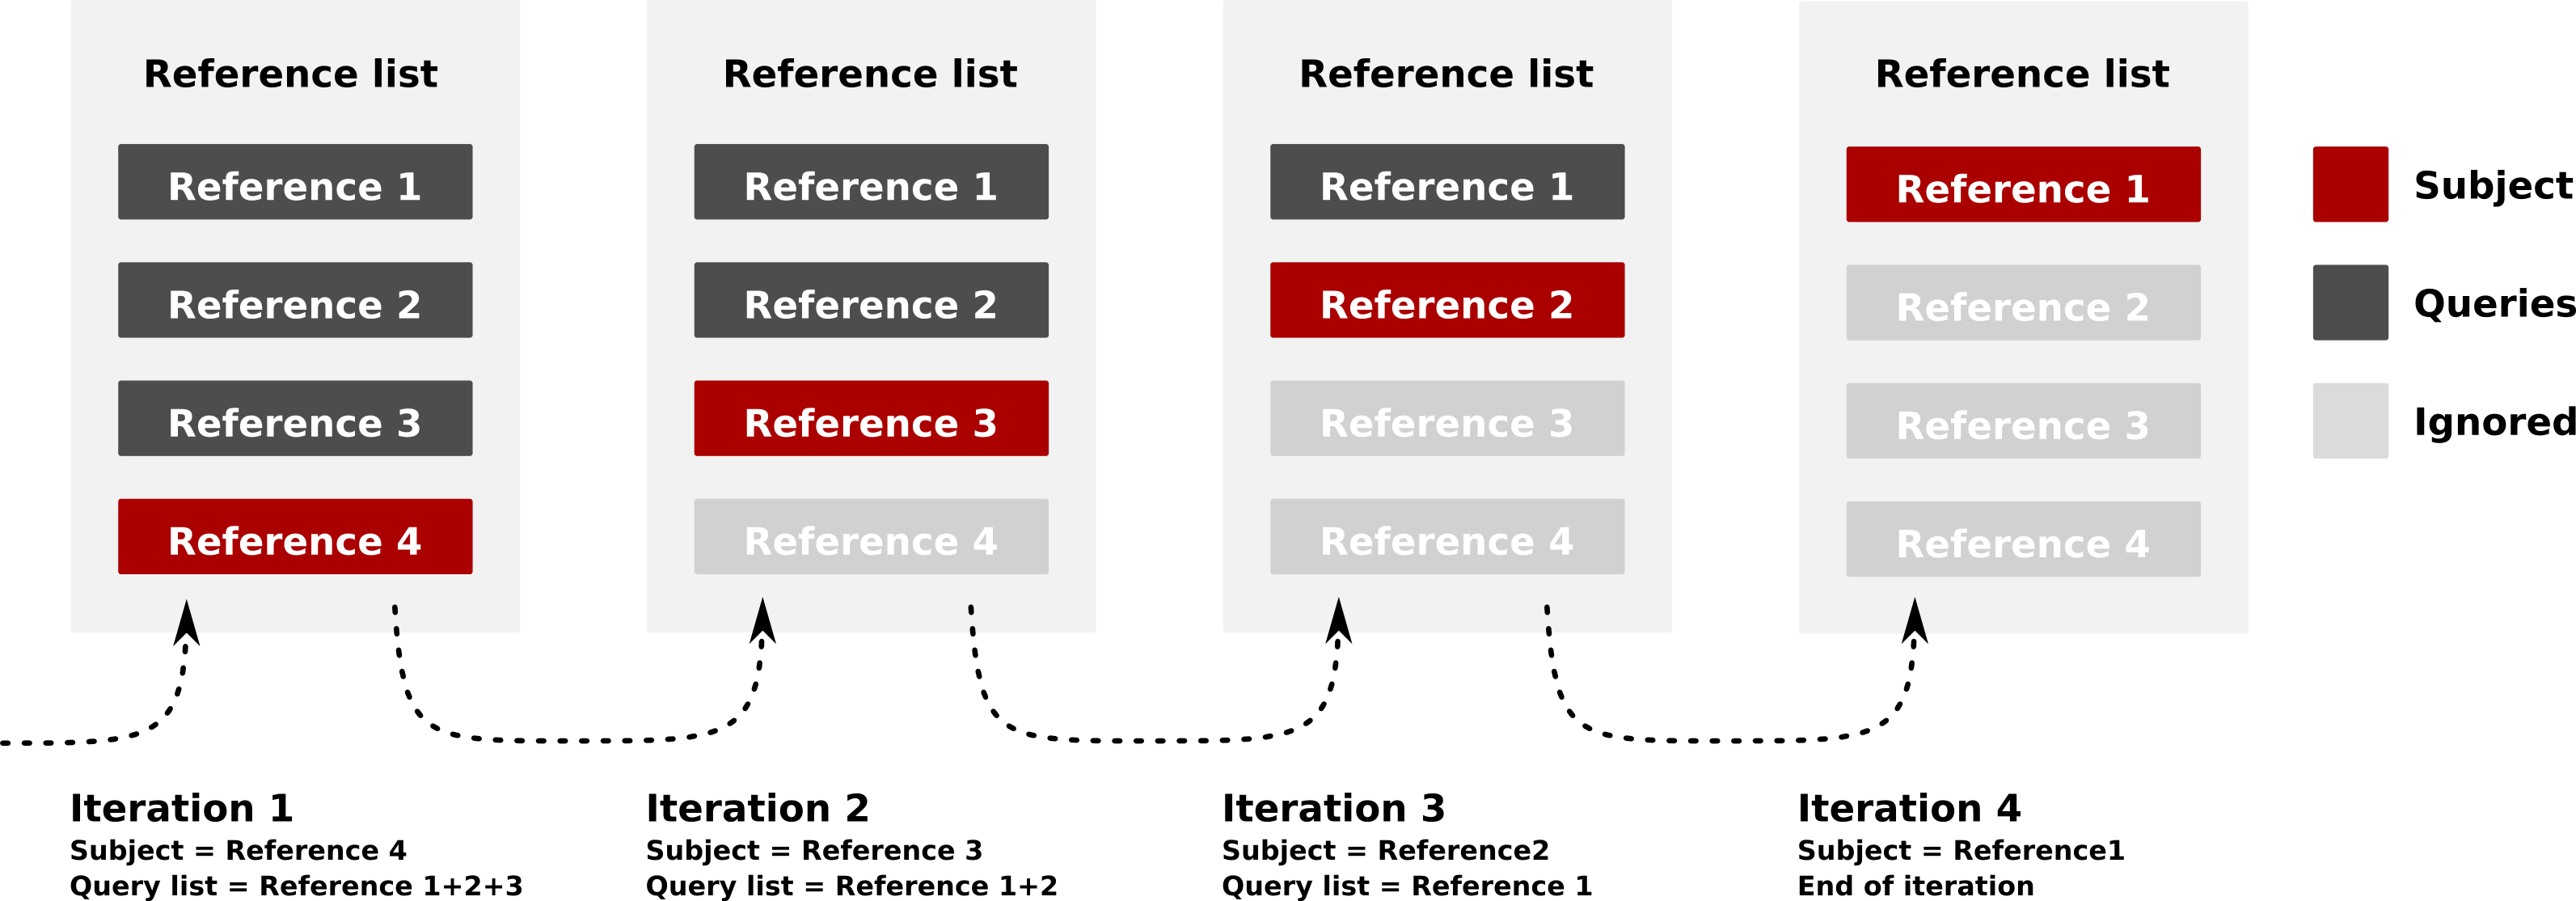 Reference list
Reference 1
Reference 2
Reference 3
Reference 4
Iteration 1
Subject = Reference 4
Query list = Reference 1+2+3
Reference list
Reference 1
Reference 2
Reference 3
Reference 4
Iteration 2
Subject = Reference 3
Query list = Reference 1+2
Reference list
Reference 1
Reference 2
Reference 3
Reference 4
Iteration 3
Subject = Reference2
Query list = Reference 1
Reference list
Reference 1
Reference 2
Reference 3
Reference 4
Iteration 4
Subject = Reference1
End of iteration
Subject
Queries
Ignored